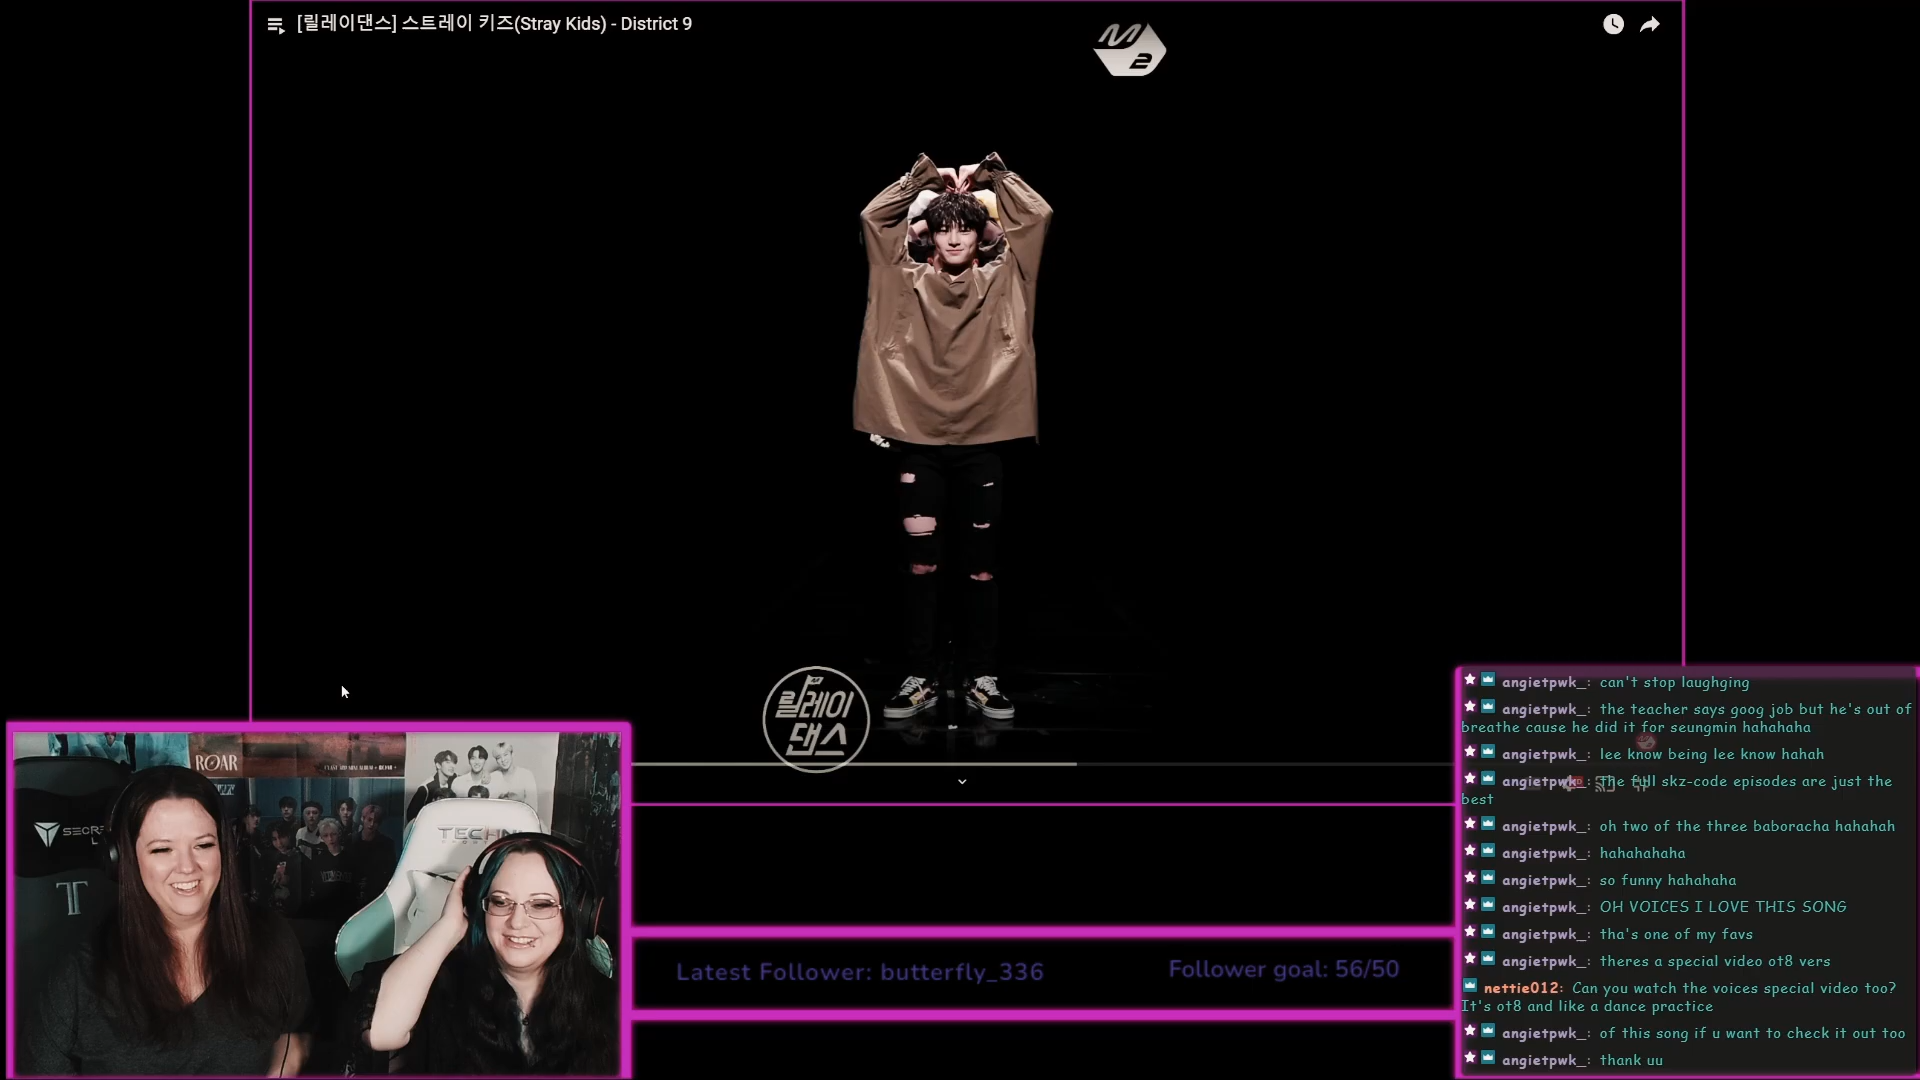 [릴레이댄스] 스트레이 키즈(Stray Kids) - District 9
M
2
릴레이
댄스
ROAR
SECRE
L
TECHN
Latest Follower: butterfly_336
Follower goal: 56/50
angietpwk_: can't stop laughging
angietpwk_: the teacher says goog job but he's out of
breathe cause he did it for seungmin hahahaha
angietpwk_: lee know being lee know hahah
angietpwk_: The full skz-code episodes are just the
best
angietpwk_: oh two of the three baboracha hahahah
angietpwk_: hahahahaha
angietpwk_: so funny hahahaha
angietpwk_: OH VOICES I LOVE THIS SONG
angietpwk_: tha's one of my favs
angietpwk_: theres a special video ot8 vers
nettie012: Can you watch the voices special video too?
It's ot8 and like a dance practice
angietpwk_: of this song if u want to check it out too
angietpwk_: thank uu